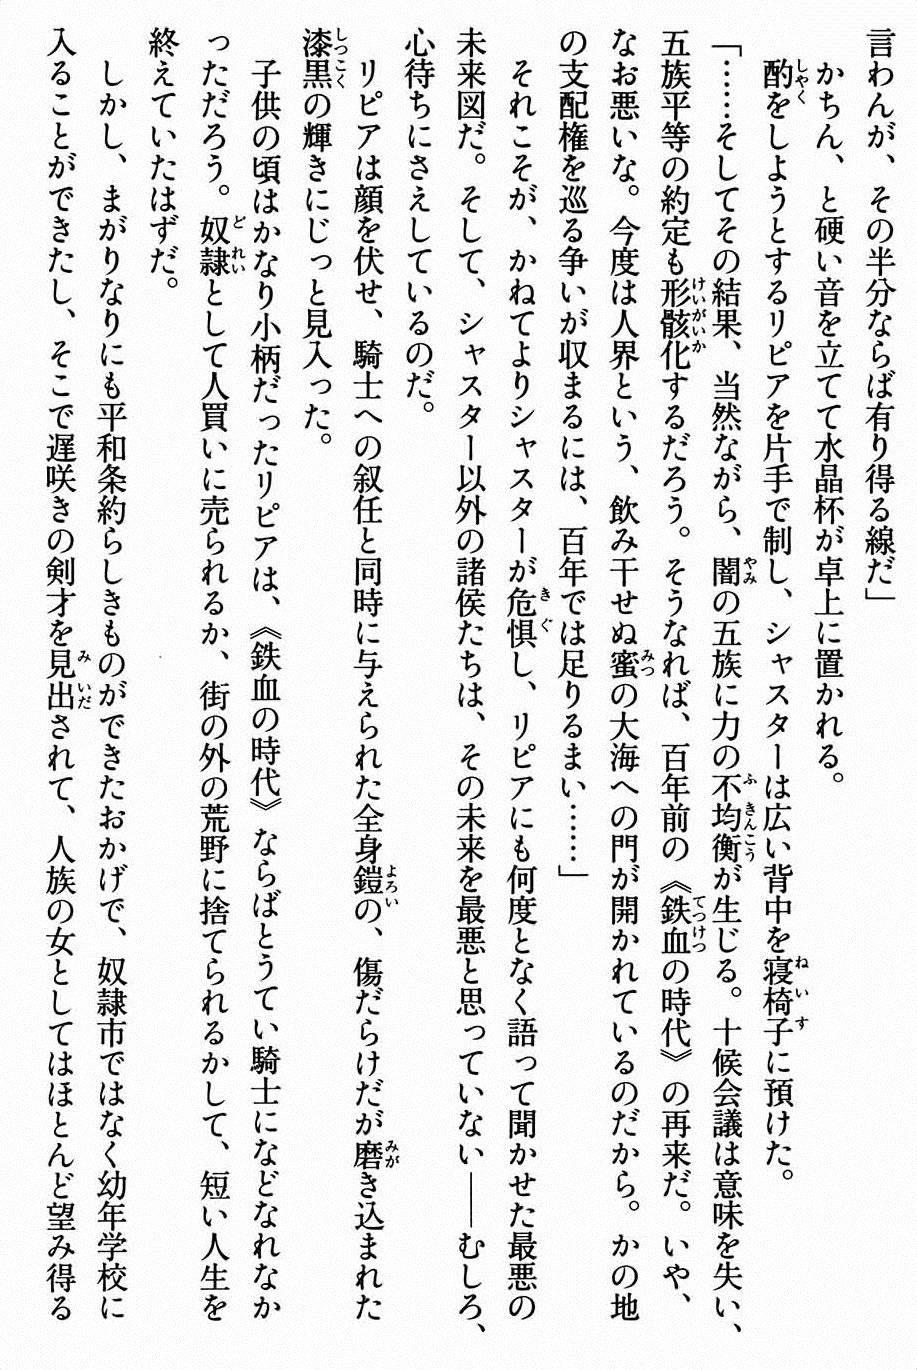 言わんが、その半分ならば有り得る線だ」
　かちん、と硬い音を立てて水晶杯が卓上に置かれる。
　酌をしようとするリピアを片手で制し、シャスターは広い背中を寝椅子に預けた。
「……そしてその結果、当然ながら、闇の五族に力の不均衡が生じる。十候会議は意味を失い、
五族平等の約定も形骸化するだろう。そうなれば、百年前の《鉄血の時代》の再来だ。いや、
なお悪いな。今度は人界という、飲み干せぬ蜜の大海への門が開かれているのだから。かの地
の支配権を巡る争いが収まるには、百年では足りるまい……」
　それこそが、かねてよりシャスターが危惧し、リピアにも何度となく語って聞かせた最悪の
未来図だ。そして、シャスター以外の諸侯たちは、その未来を最悪と思っていない――むしろ、
心待ちにさえしているのだ。
　リピアは顔を伏せ、騎士への叙任と同時に与えられた全身鎧の、傷だらけだが磨き込まれた
漆黒の輝きにじっと見入った。
　子供の頃はかなり小柄だったリピアは、《鉄血の時代》ならばとうてい騎士になどなれなか
っただろう。奴隷として人買いに売られるか、街の外の荒野に捨てられるかして、短い人生を
終えていたはずだ。
　しかし、まがりなりにも平和条約らしきものができたおかげで、奴隷市ではなく幼年学校に
入ることができたし、そこで遅咲きの剣才を見出されて、人族の女としてはほとんど望み得る